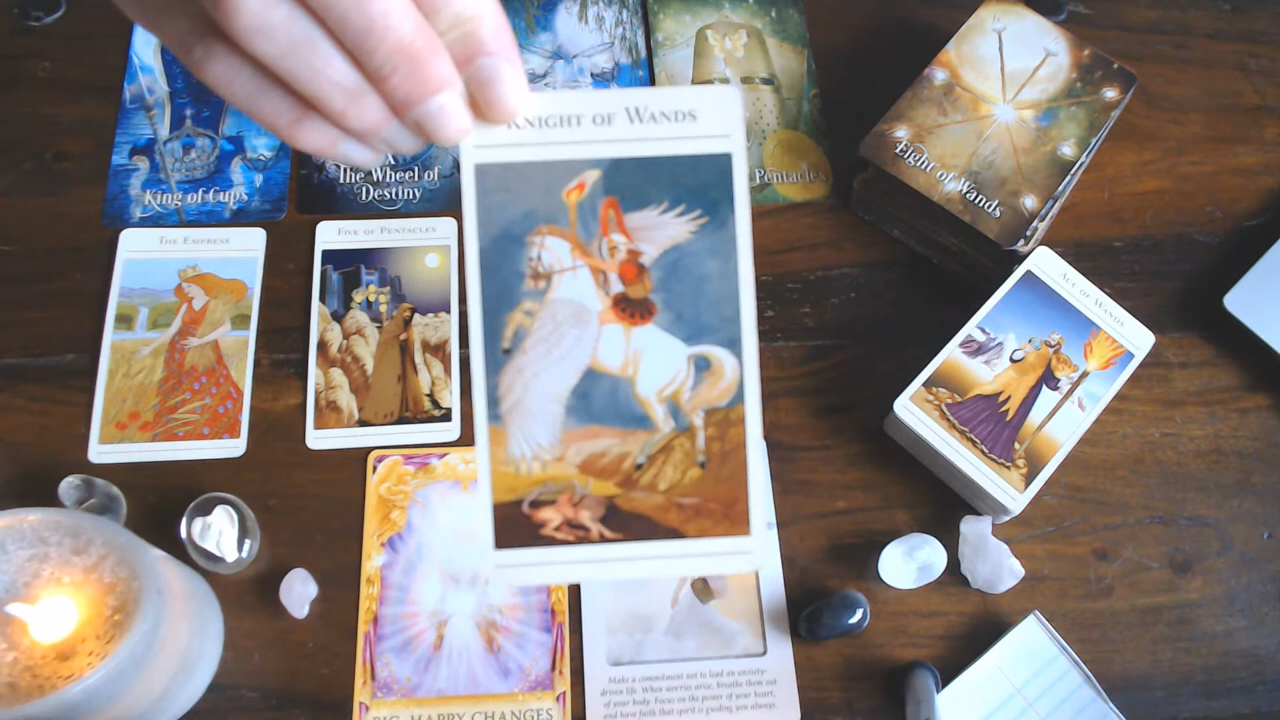 King of Cups
X
The Wheel of
Destiny
Pentacles
Eight of Wands
KNIGHT OF WANDS
THE EMPRESS
FIVE OF PENTACLES
ACE OF WANDS
BIG, HAPPY CHANGES
Make a commitment not to lead an anxiety-
driven life. When worries arise, breathe them out
of your body. Focus on the power of your heart,
and have faith that spirit is guiding you always.